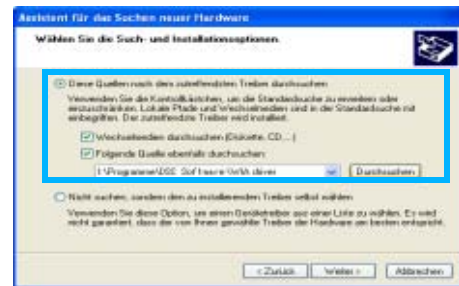 Assistent für das Suchen neuer Hardware
Wählen Sie die Such- und Installationsoptionen.
Diese Quellen nach dem zutreffendsten Treiber durchsuchen
Verwenden Sie die Kontrollkästchen, um die Standardsuche zu erweitern oder
einzuschränken. Lokale Pfade und Wechselmedien sind in der Standardsuche mit
einbegriffen. Der zutreffendste Treiber wird installiert.
Wechselmedien durchsuchen (Diskette, CD,...)
Folgende Quelle ebenfalls durchsuchen:
Durchsuchen
Nicht suchen, sondern den zu installierenden Treiber selbst wählen
Verwenden Sie diese Option, um einen Gerätetreiber aus einer Liste zu wählen. Es wird
nicht garantiert, dass der von Ihnen gewählte Treiber der Hardware am besten entspricht.
< Zurück
Weiter >
Abbrechen